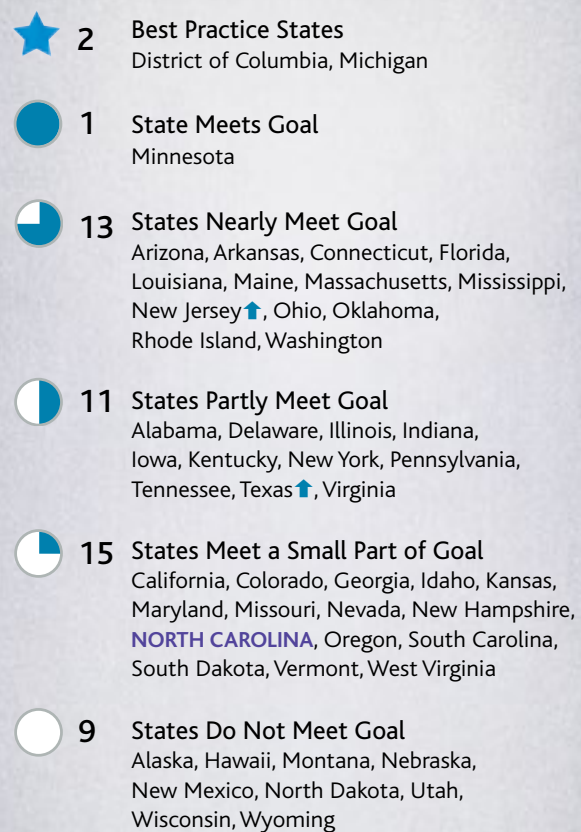 2 Best Practice States
District of Columbia, Michigan
1 State Meets Goal
Minnesota
13 States Nearly Meet Goal
Arizona, Arkansas, Connecticut, Florida,
Louisiana, Maine, Massachusetts, Mississippi,
New Jersey⬆, Ohio, Oklahoma,
Rhode Island, Washington
11 States Partly Meet Goal
Alabama, Delaware, Illinois, Indiana,
Iowa, Kentucky, New York, Pennsylvania,
Tennessee, Texas⬆, Virginia
15 States Meet a Small Part of Goal
California, Colorado, Georgia, Idaho, Kansas,
Maryland, Missouri, Nevada, New Hampshire,
NORTH CAROLINA, Oregon, South Carolina,
South Dakota, Vermont, West Virginia
9 States Do Not Meet Goal
Alaska, Hawaii, Montana, Nebraska,
New Mexico, North Dakota, Utah,
Wisconsin, Wyoming